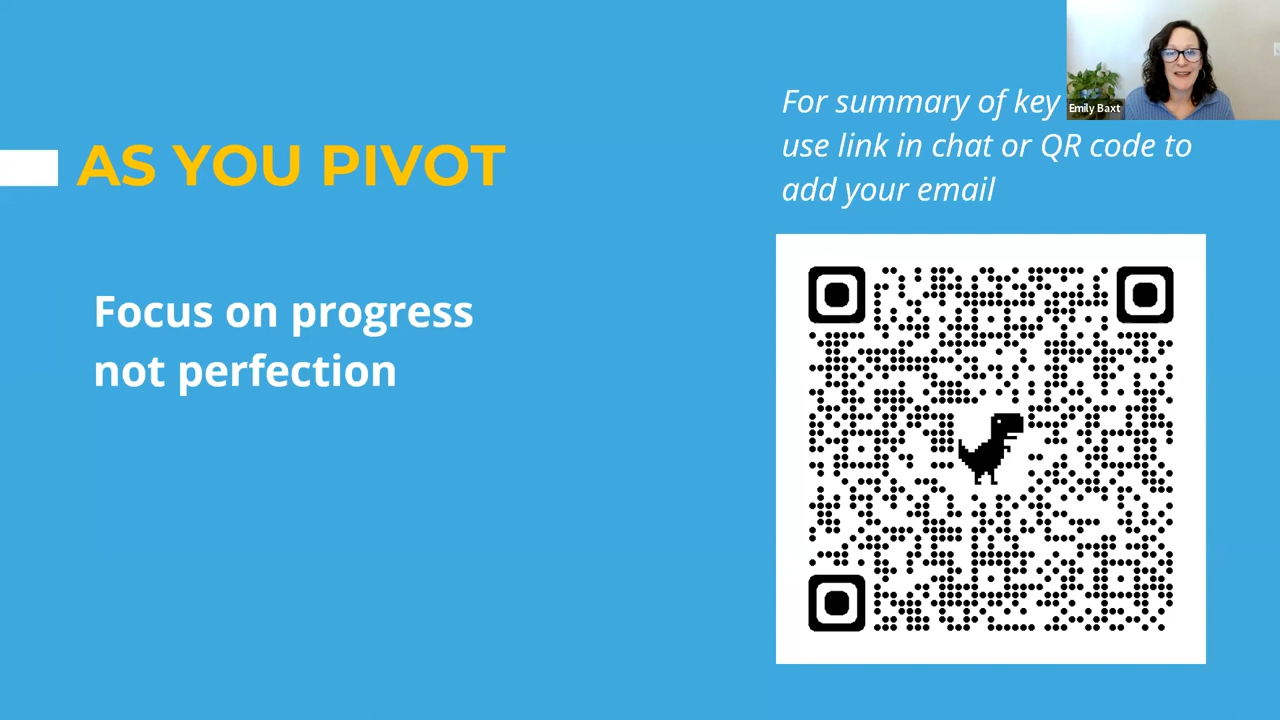 AS YOU PIVOT
Focus on progress
not perfection
For summary of key
use link in chat or QR code to
add your email
Emily Baxt